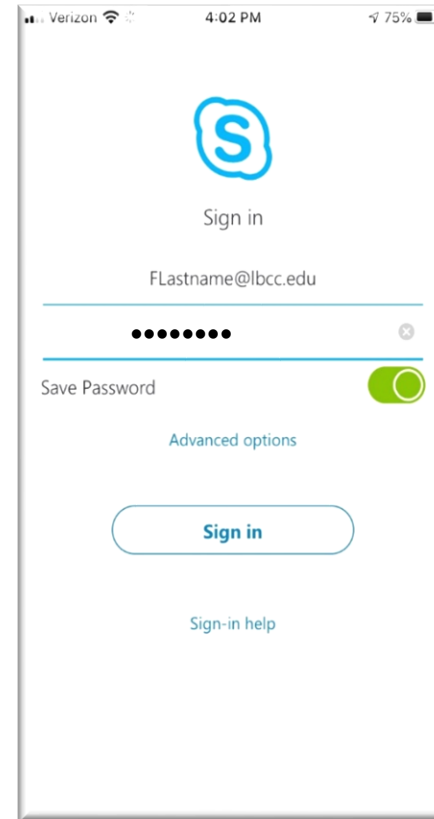 Verizon 4:02 PM 75%
S
Sign in
FLastname@lbcc.edu
••••••••
Save Password
Advanced options
Sign in
Sign-in help